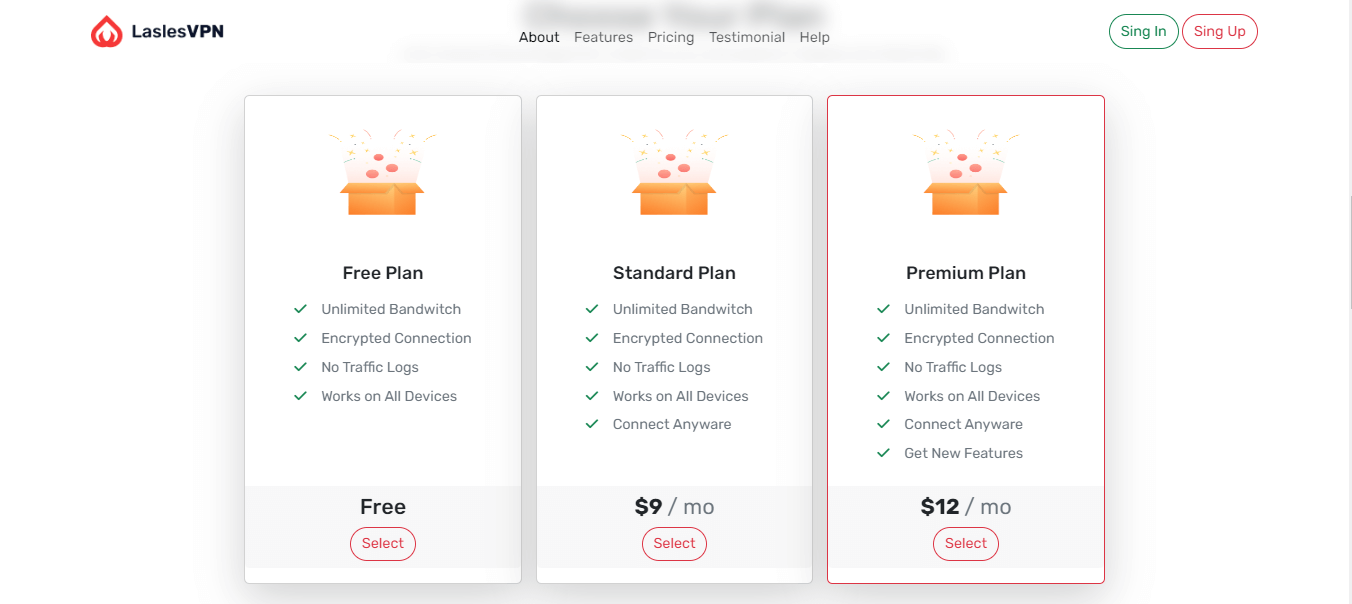 Choose Your Plan
LaslesVPN
About Features Pricing Testimonial Help
Sing In Sing Up
Free Plan
Unlimited Bandwitch
Encrypted Connection
No Traffic Logs
Works on All Devices
Free
Select
Standard Plan
Unlimited Bandwitch
Encrypted Connection
No Traffic Logs
Works on All Devices
Connect Anyware
$9 / mo
Select
Premium Plan
Unlimited Bandwitch
Encrypted Connection
No Traffic Logs
Works on All Devices
Connect Anyware
Get New Features
$12 / mo
Select